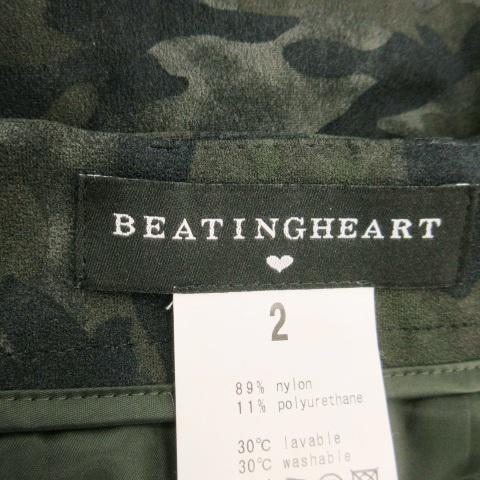 BEATINGHEART
2
89% nylon
11% polyurethane
30℃ lavable
30℃ washable